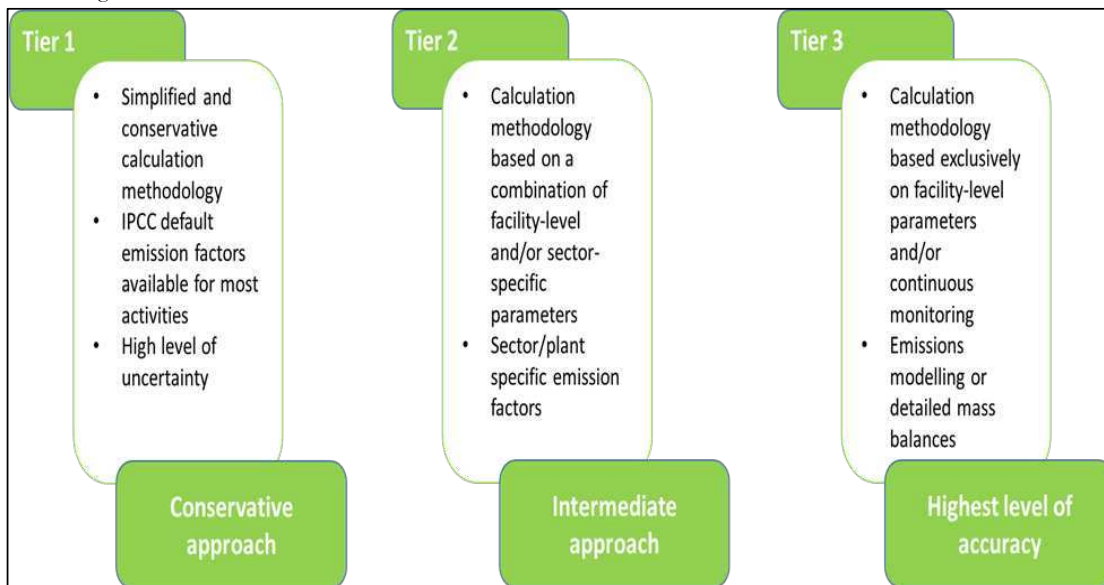 Tier 1
• Simplified and
conservative
calculation
methodology
• IPCC default
emission factors
available for most
activities
• High level of
uncertainty
Conservative
approach
Tier 2
• Calculation
methodology
based on a
combination of
facility-level
and/or sector-
specific
parameters
• Sector/plant
specific emission
factors
Intermediate
approach
Tier 3
• Calculation
methodology
based exclusively
on facility-level
parameters
and/or
continuous
monitoring
• Emissions
modelling or
detailed mass
balances
Highest level of
accuracy